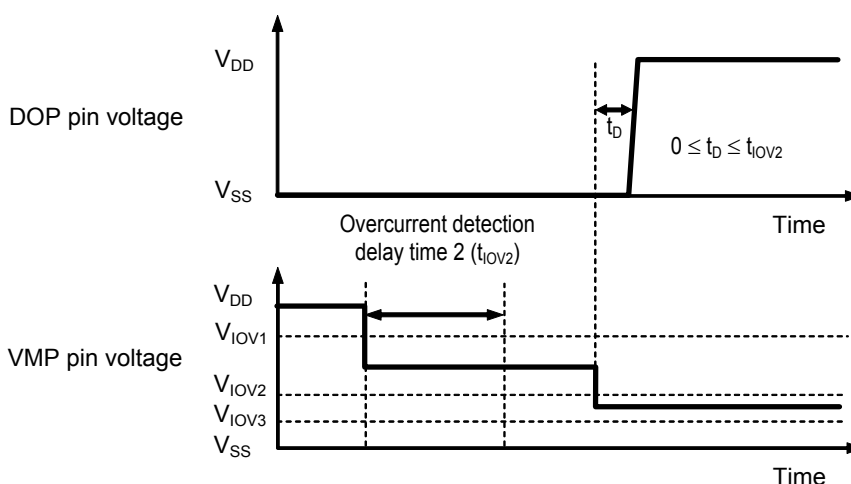 V_DD
DOP pin voltage
t_D
0 ≤ t_D ≤ t_IOV2
V_SS
Time
Overcurrent detection
delay time 2 (t_IOV2)
V_DD
V_IOV1
VMP pin voltage
V_IOV2
V_IOV3
V_SS
Time